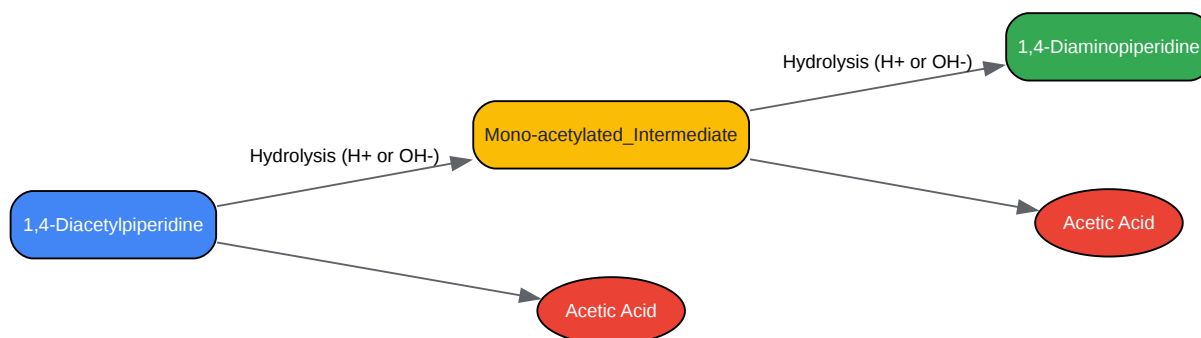 1,4-Diaminopiperidine
Hydrolysis (H+ or OH-)
Mono-acetylated_Intermediate
Hydrolysis (H+ or OH-)
1,4-Diacetylpiperidine
Acetic Acid
Acetic Acid